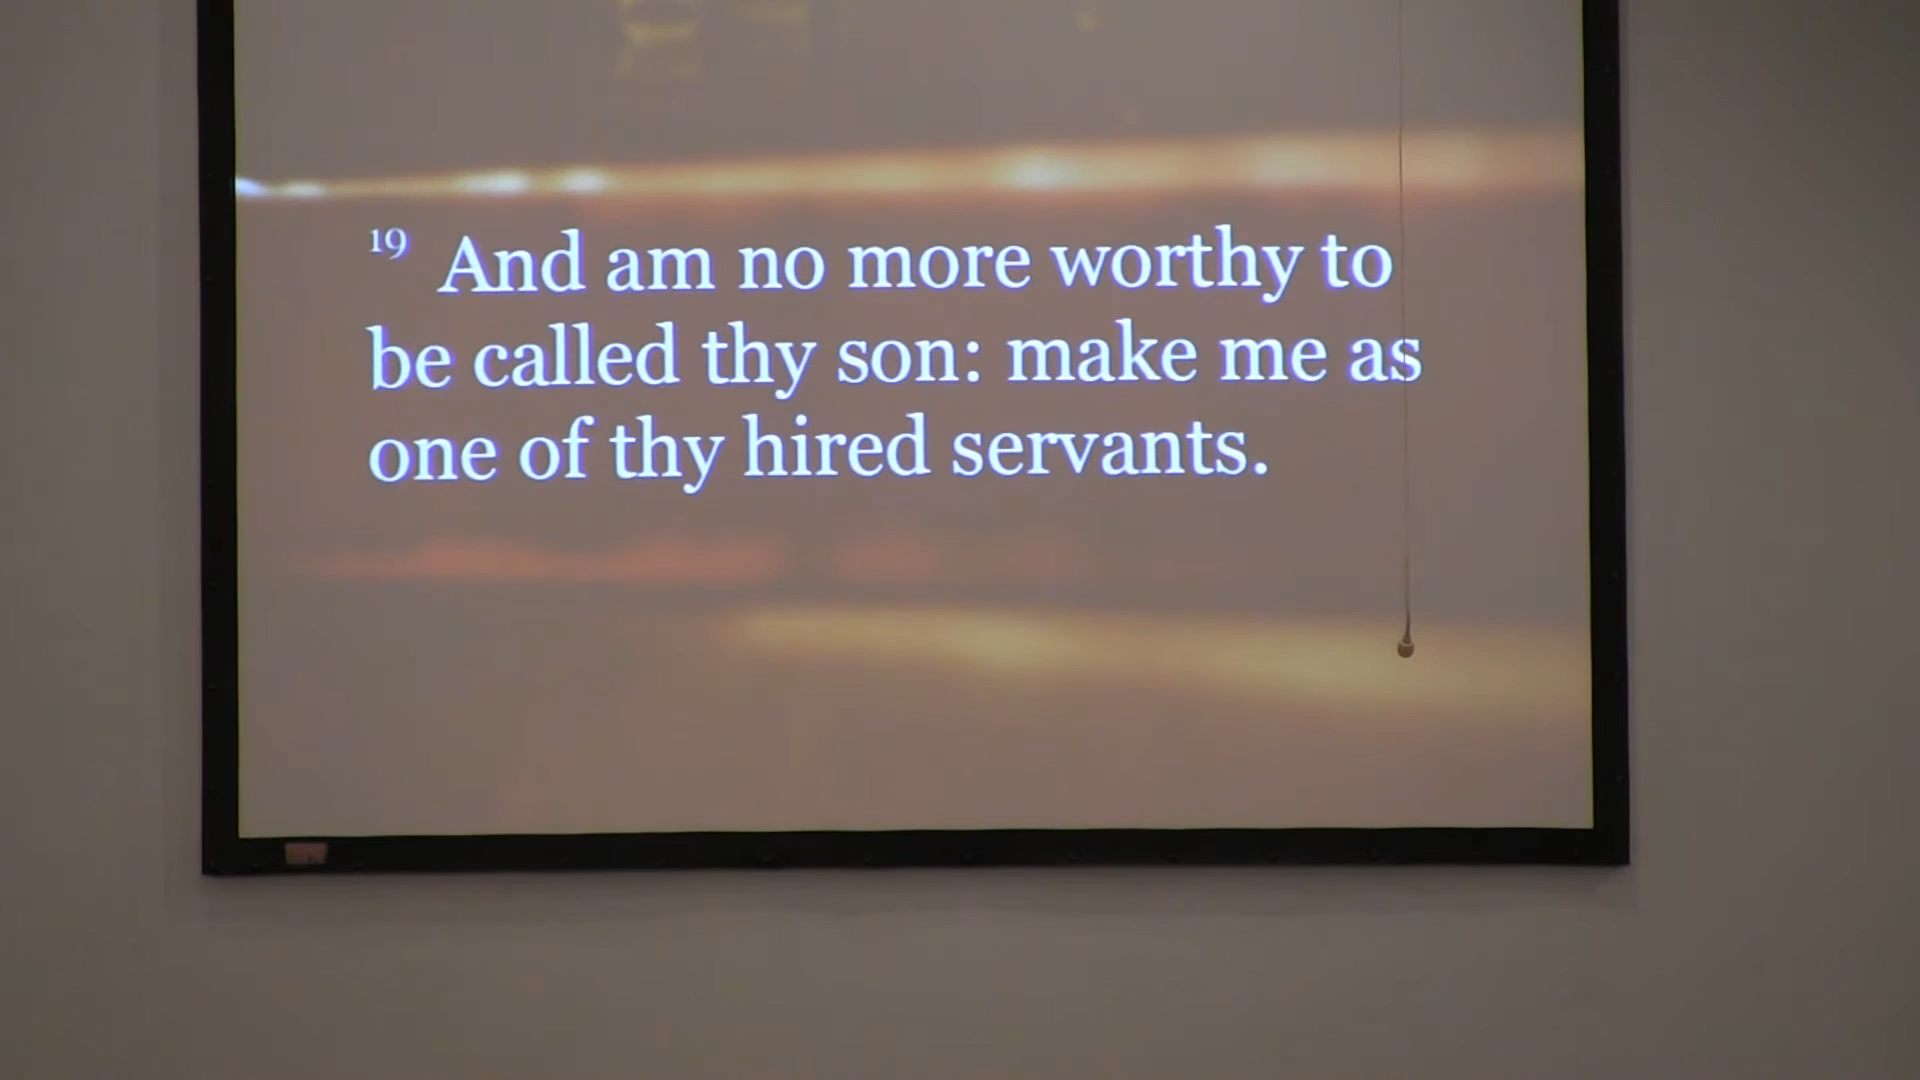 19 And am no more worthy to
be called thy son: make me as
one of thy hired servants.